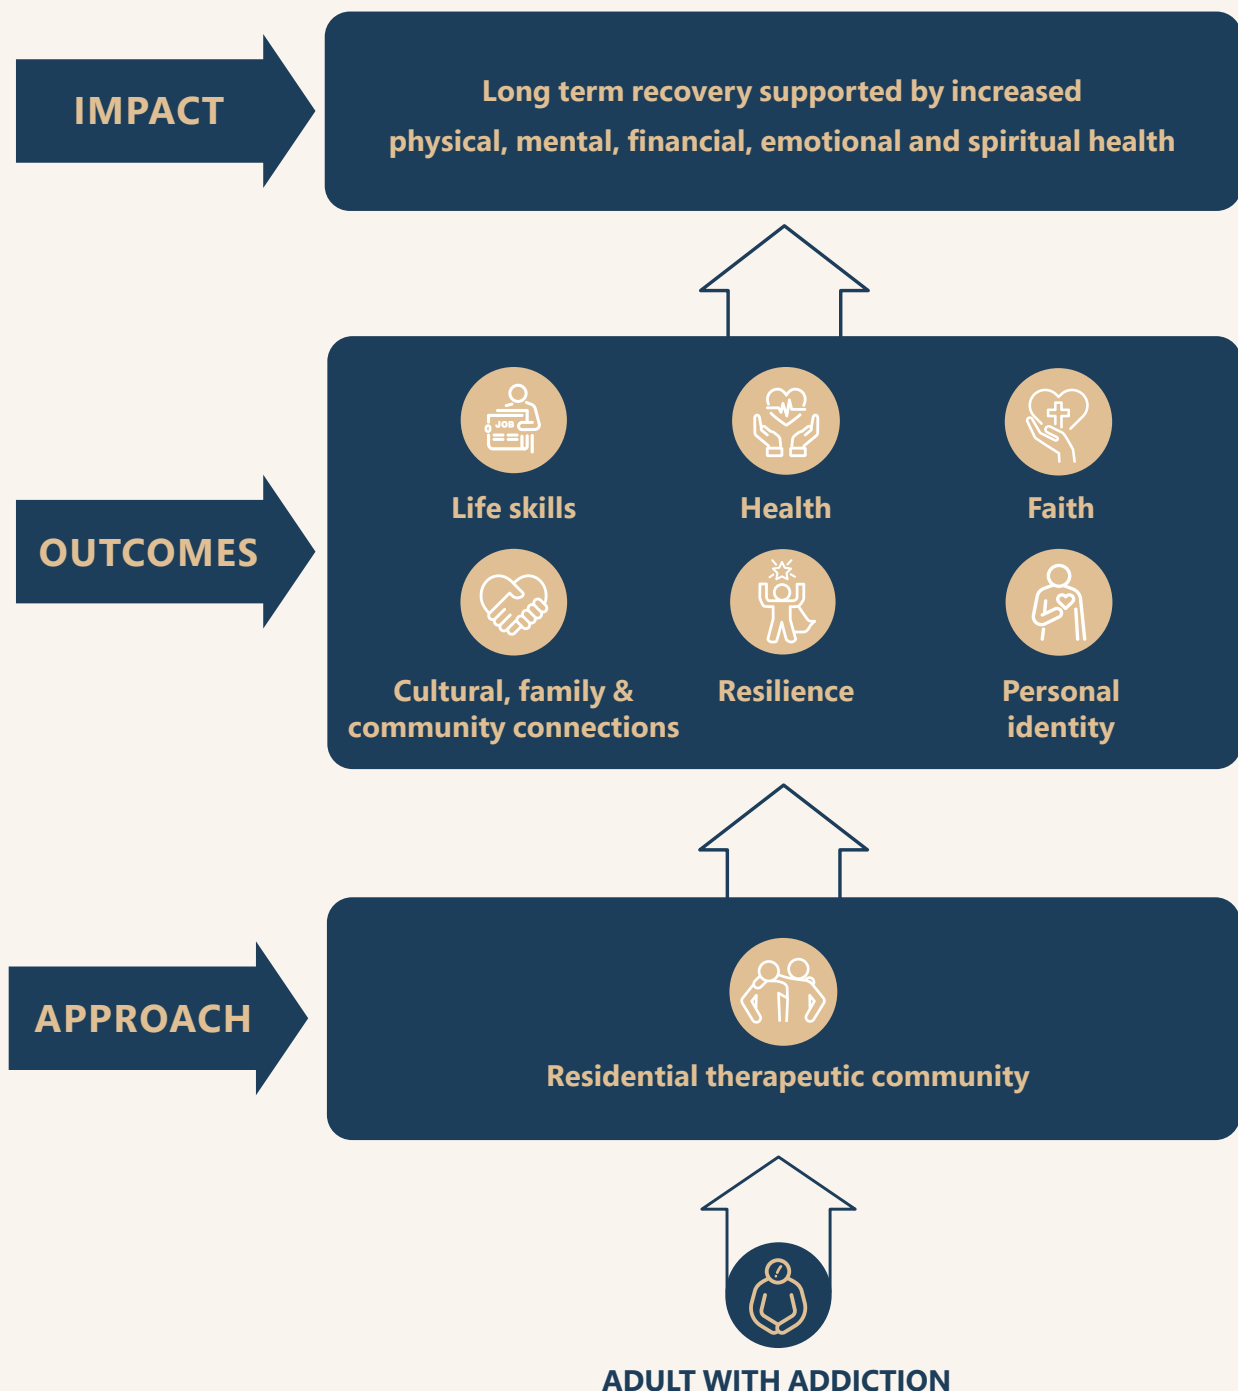 IMPACT
Long term recovery supported by increased
physical, mental, financial, emotional and spiritual health
OUTCOMES
JOB
Life skills
Health
Faith
Cultural, family &
community connections
Resilience
Personal
identity
APPROACH
Residential therapeutic community
ADULT WITH ADDICTION